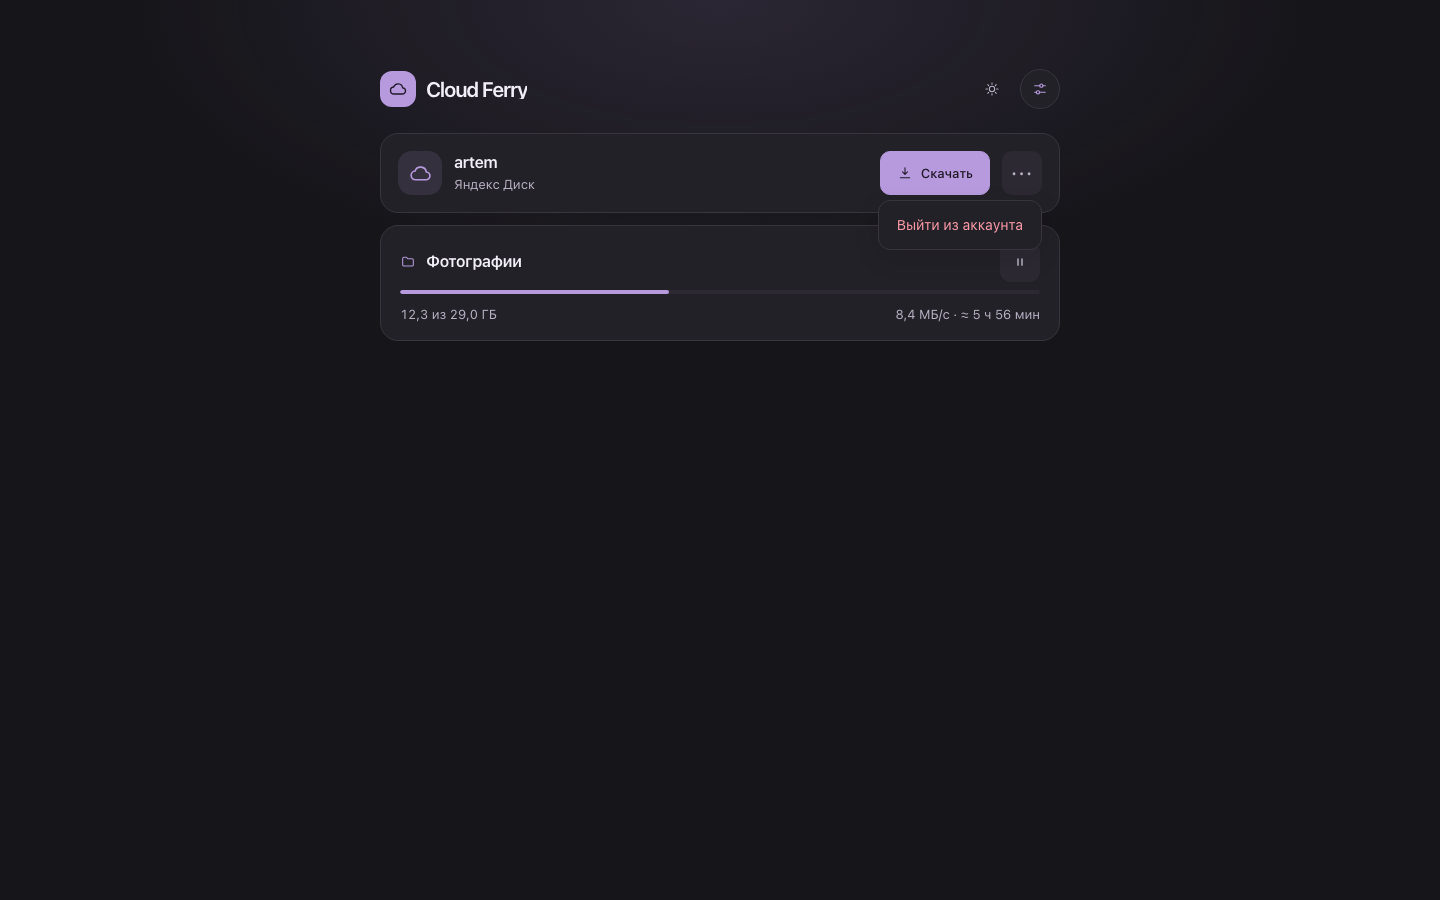 Cloud Ferry
artem
Яндекс Диск
Скачать
Выйти из аккаунта
Фотографии
12,3 из 29,0 ГБ
8,4 МБ/с · ≈ 5 ч 56 мин